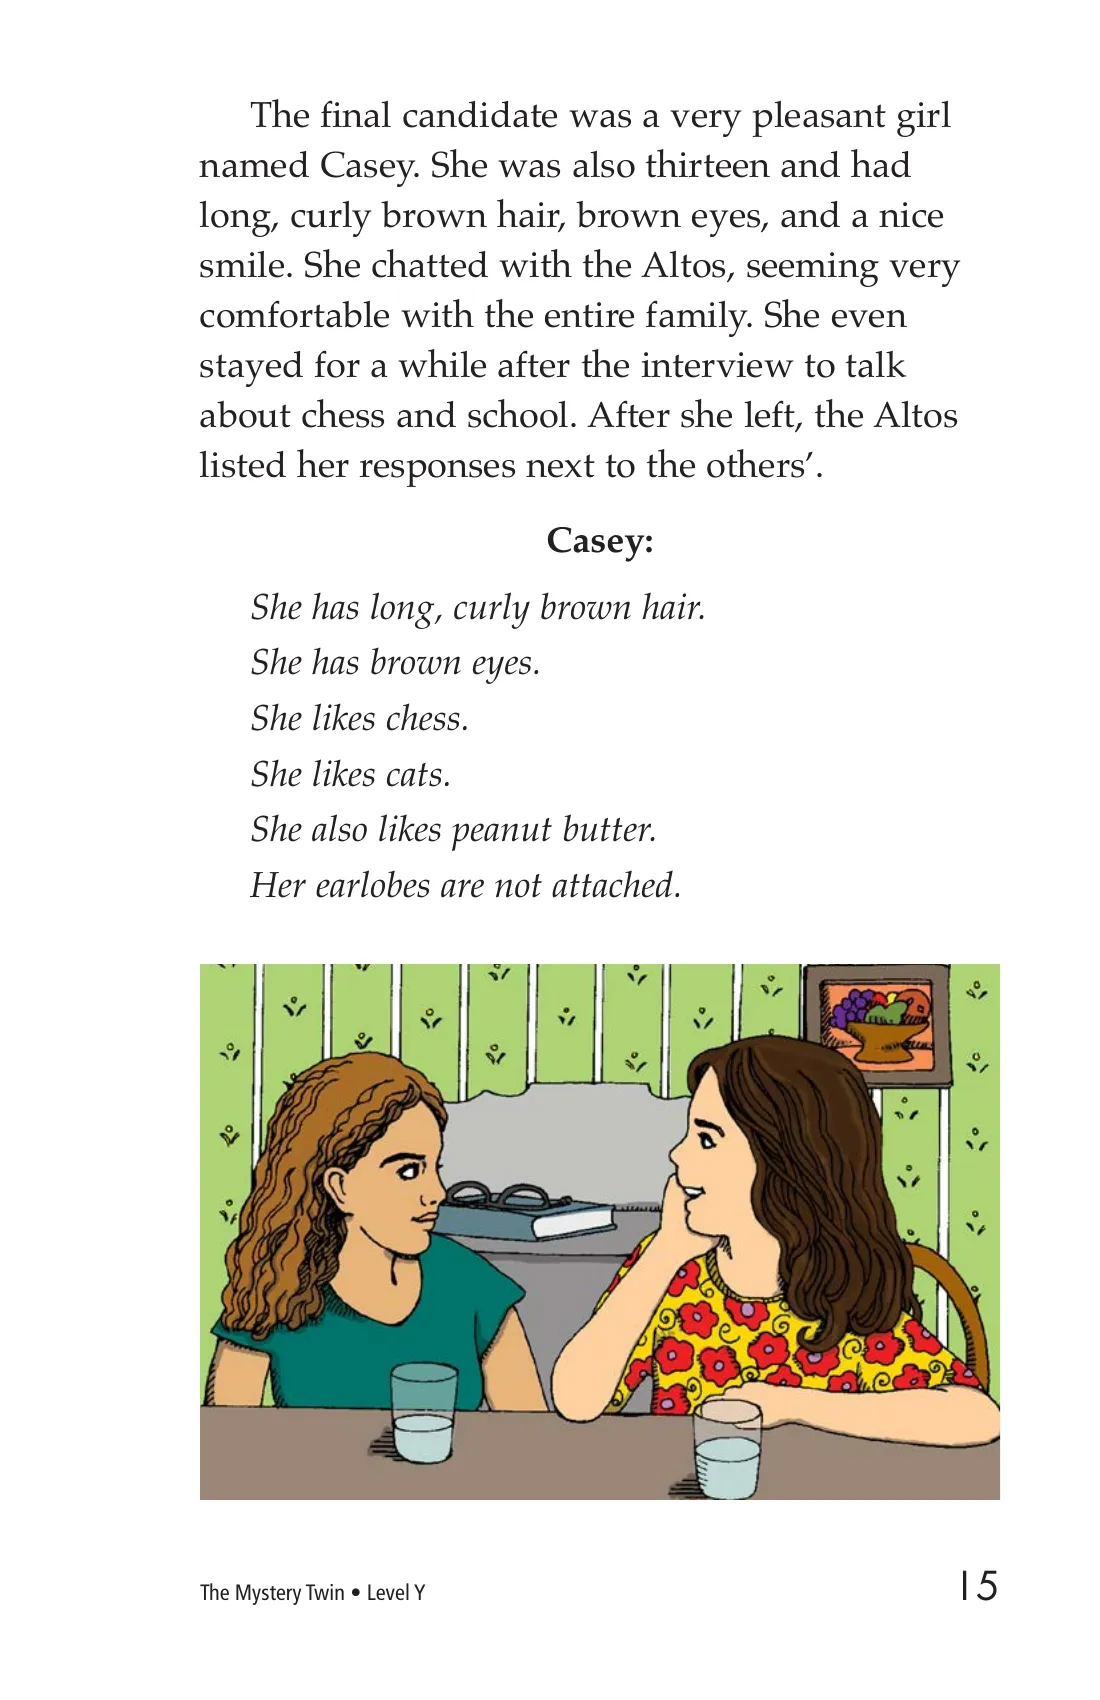 The final candidate was a very pleasant girl
named Casey. She was also thirteen and had
long, curly brown hair, brown eyes, and a nice
smile. She chatted with the Altos, seeming very
comfortable with the entire family. She even
stayed for a while after the interview to talk
about chess and school. After she left, the Altos
listed her responses next to the others’.
Casey:
She has long, curly brown hair.
She has brown eyes.
She likes chess.
She likes cats.
She also likes peanut butter.
Her earlobes are not attached.
The Mystery Twin • Level Y
15